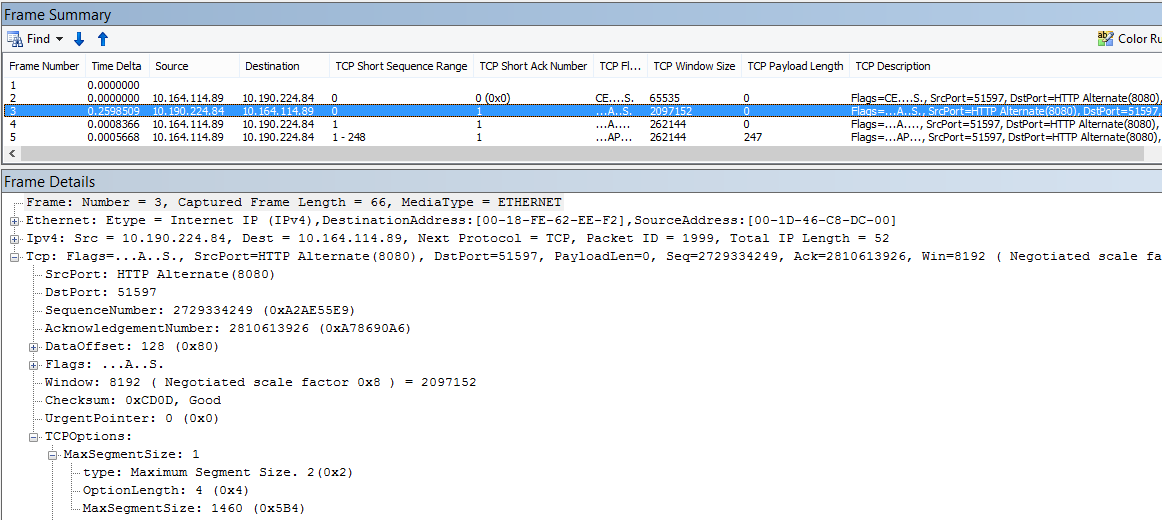 Frame Summary
Find
Color Ru
Frame Number Time Delta Source Destination TCP Short Sequence Range TCP Short Ack Number TCP Fl... TCP Window Size TCP Payload Length TCP Description
1 0.0000000
2 0.0000000 10.164.114.89 10.190.224.84 0 0 (0x0) CE....S. 65535 0 Flags=CE....S., SrcPort=51597, DstPort=HTTP Alternate(8080),
3 0.2598509 10.190.224.84 10.164.114.89 0 1 ...A..S. 2097152 0 Flags=...A..S., SrcPort=HTTP Alternate(8080), DstPort=51597,
4 0.0008366 10.164.114.89 10.190.224.84 1 1 ...A.... 262144 0 Flags=...A...., SrcPort=51597, DstPort=HTTP Alternate(8080)
5 0.0005668 10.164.114.89 10.190.224.84 1 - 248 1 ...AP... 262144 247 Flags=...AP..., SrcPort=51597, DstPort=HTTP Alternate(8080)
Frame Details
Frame: Number = 3, Captured Frame Length = 66, MediaType = ETHERNET
Ethernet: Etype = Internet IP (IPv4),DestinationAddress:[00-18-FE-62-EE-F2],SourceAddress:[00-1D-46-C8-DC-00]
Ipv4: Src = 10.190.224.84, Dest = 10.164.114.89, Next Protocol = TCP, Packet ID = 1999, Total IP Length = 52
Tcp: Flags=...A..S., SrcPort=HTTP Alternate(8080), DstPort=51597, PayloadLen=0, Seq=2729334249, Ack=2810613926, Win=8192 ( Negotiated scale fa
SrcPort: HTTP Alternate(8080)
DstPort: 51597
SequenceNumber: 2729334249 (0xA2AE55E9)
AcknowledgementNumber: 2810613926 (0xA78690A6)
DataOffset: 128 (0x80)
Flags: ...A..S.
Window: 8192 ( Negotiated scale factor 0x8 ) = 2097152
Checksum: 0xCD0D, Good
UrgentPointer: 0 (0x0)
TCPOptions:
MaxSegmentSize: 1
type: Maximum Segment Size. 2(0x2)
OptionLength: 4 (0x4)
MaxSegmentSize: 1460 (0x5B4)